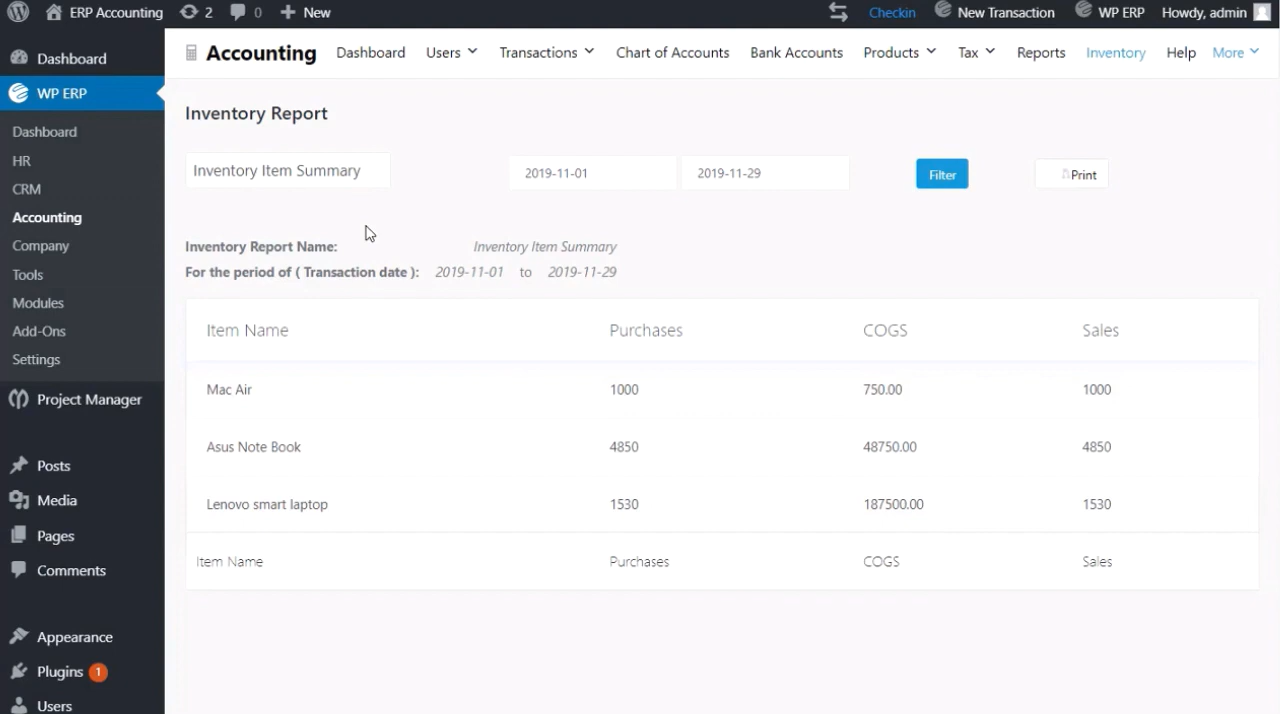 ERP Accounting 2 0 New Checkin New Transaction WP ERP Howdy, admin
Dashboard
WP ERP
Dashboard
HR
CRM
Accounting
Company
Tools
Modules
Add-Ons
Settings
Project Manager
Posts
Media
Pages
Comments
Appearance
Plugins 1
Users
Accounting Dashboard Users Transactions Chart of Accounts Bank Accounts Products Tax Reports Inventory Help More
Inventory Report
Inventory Item Summary 2019-11-01 2019-11-29 Filter Print
Inventory Report Name: Inventory Item Summary
For the period of ( Transaction date ): 2019-11-01 to 2019-11-29
Item Name Purchases COGS Sales
Mac Air 1000 750.00 1000
Asus Note Book 4850 48750.00 4850
Lenovo smart laptop 1530 187500.00 1530
Item Name Purchases COGS Sales